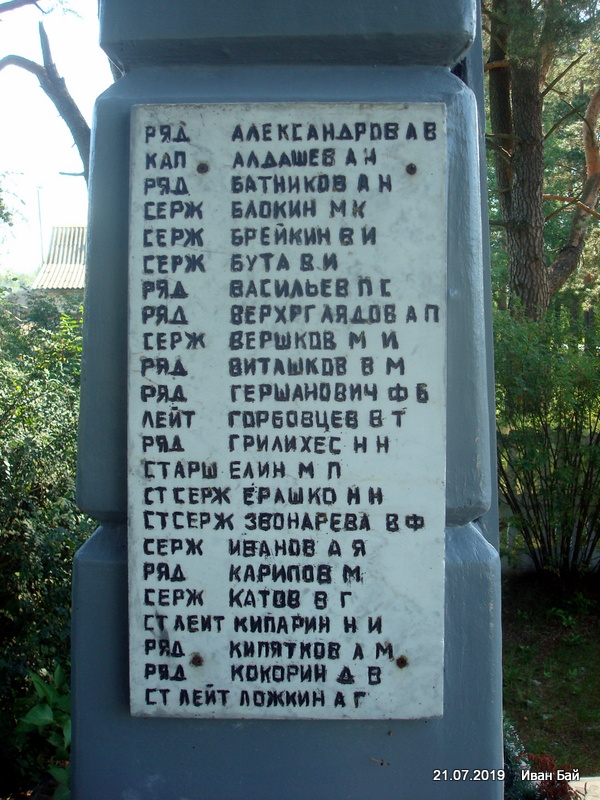 РЯД АЛЕКСАНДРОВ А В
КАП АЛДАШЕВ А Н
РЯД БАТНИКОВ А Н
СЕРЖ БЛОКИН М К
СЕРЖ БРЕЙКИН В И
СЕРЖ БУТА В И
РЯД ВАСИЛЬЕВ П С
РЯД ВЕРХРГЛЯДОВ А П
СЕРЖ ВЕРШКОВ М И
РЯД ВИТАШКОВ В М
РЯД ГЕРШАНОВИЧ Ф Б
ЛЕЙТ ГОРБОВЦЕВ В Т
РЯД ГРИЛИХЕС Н Н
СТАРШ ЕЛИН М П
СТ СЕРЖ ЕРАШКО Н Н
СТ СЕРЖ ЗВОНАРЕВА В Ф
СЕРЖ ИВАНОВ А Я
РЯД КАРИПОВ М
СЕРЖ КАТОВ В Г
СТ ЛЕИТ КИПАРИН Н И
РЯД КИПЯТКОВ А М
РЯД КОКОРИН Д В
СТ ЛЕЙТ ЛОЖКИН А Г
21.07.2019 Иван Бай